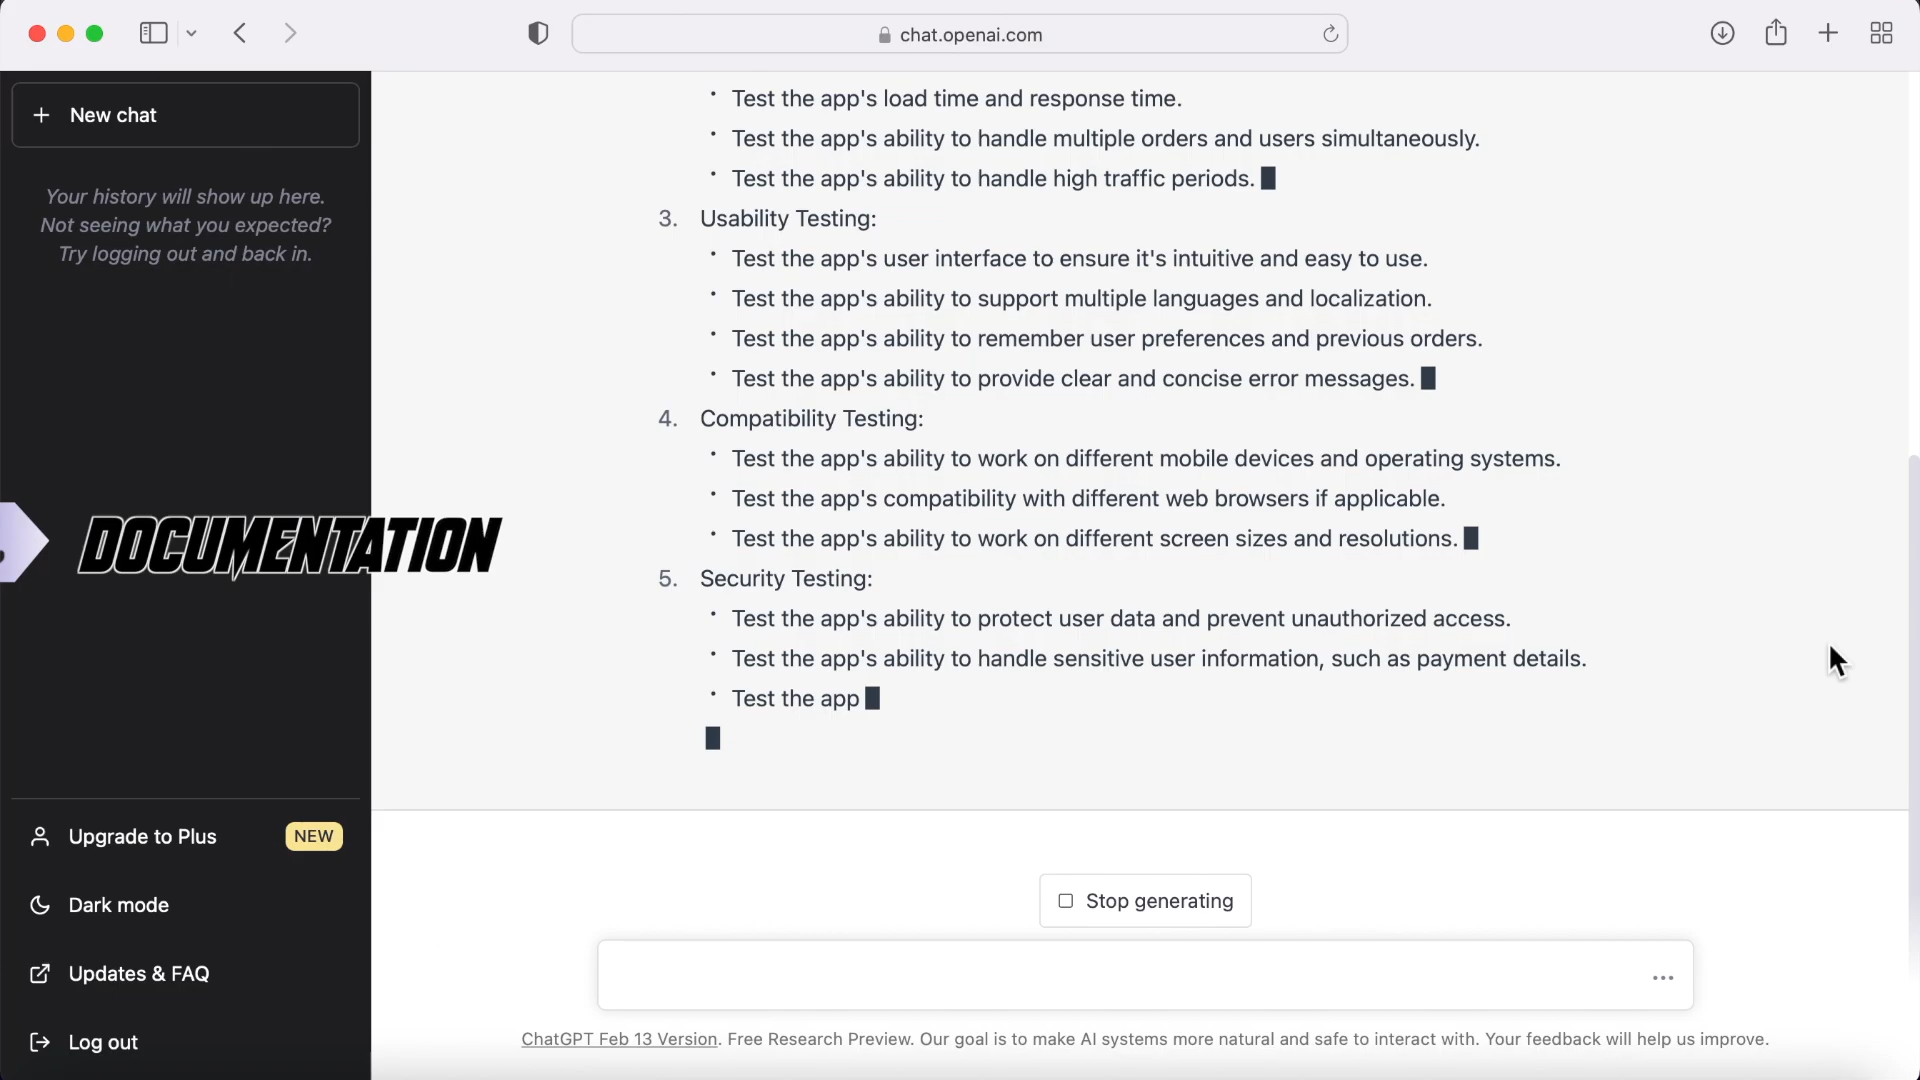 chat.openai.com
New chat
Your history will show up here.
Not seeing what you expected?
Try logging out and back in.
• Test the app's load time and response time.
• Test the app's ability to handle multiple orders and users simultaneously.
• Test the app's ability to handle high traffic periods.
3. Usability Testing:
• Test the app's user interface to ensure it's intuitive and easy to use.
• Test the app's ability to support multiple languages and localization.
• Test the app's ability to remember user preferences and previous orders.
• Test the app's ability to provide clear and concise error messages.
4. Compatibility Testing:
• Test the app's ability to work on different mobile devices and operating systems.
• Test the app's compatibility with different web browsers if applicable.
• Test the app's ability to work on different screen sizes and resolutions.
DOCUMENTATION
5. Security Testing:
• Test the app's ability to protect user data and prevent unauthorized access.
• Test the app's ability to handle sensitive user information, such as payment details.
• Test the app
Upgrade to Plus NEW
Dark mode
Updates & FAQ
Log out
Stop generating
ChatGPT Feb 13 Version. Free Research Preview. Our goal is to make AI systems more natural and safe to interact with. Your feedback will help us improve.